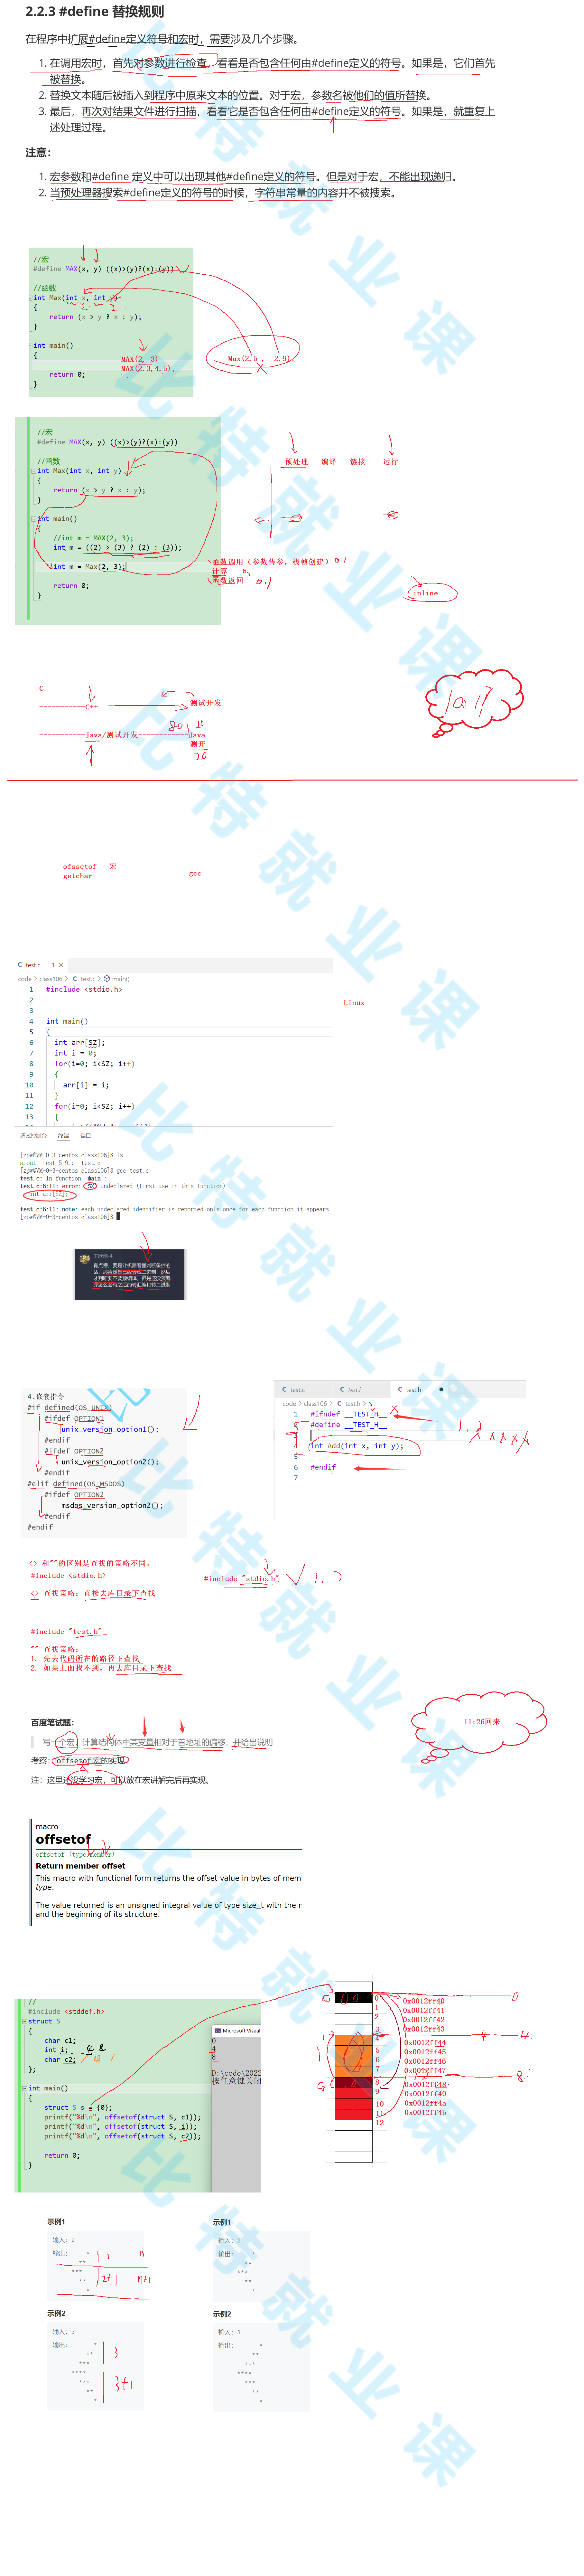 2.2.3 #define 替换规则
在程序中扩展#define定义符号和宏时，需要涉及几个步骤。
1. 在调用宏时，首先对参数进行检查，看看是否包含任何由#define定义的符号。如果是，它们首先
被替换。
2. 替换文本随后被插入到程序中原来文本的位置。对于宏，参数名被他们的值所替换。
3. 最后，再次对结果文件进行扫描，看看它是否包含任何由#define定义的符号。如果是，就重复上
述处理过程。
注意：
1. 宏参数和#define 定义中可以出现其他#define定义的符号。但是对于宏，不能出现递归。
2. 当预处理器搜索#define定义的符号的时候，字符串常量的内容并不被搜索。
//宏
#define MAX(x, y) ((x)>(y)?(x):(y))
//函数
int Max(int x, int y)
{
return (x > y ? x : y);
}
int main()
{
MAX(2, 3)
MAX(2.3,4.5);
return 0;
}
Max(2.5 , 2.9);
//宏
#define MAX(x, y) ((x)>(y)?(x):(y))
//函数
int Max(int x, int y)
{
return (x > y ? x : y);
}
int main()
{
//int m = MAX(2, 3);
int m = ((2) > (3) ? (2) : (3));
int m = Max(2, 3);
return 0;
}
预处理 编译 链接 运行
函数调用（参数传参，栈帧创建） 0.1
计算 0.1
函数返回 0.1
inline
C
----------C++
测试开发
----------Java/测试开发----------Java
测开
801 20
20
offsetof - 宏
getchar
gcc
C test.c 1 ×
code > class106 > C test.c > main()
1 #include <stdio.h>
2
3
4 int main()
5 {
6 int arr[SZ];
7 int i = 0;
8 for(i=0; i<SZ; i++)
9 {
10 arr[i] = i;
11 }
12 for(i=0; i<SZ; i++)
13 {
Linux
调试控制台 终端 端口
[zpw@VM-0-3-centos class106]$ ls
a.out test_5_9.c test.c
[zpw@VM-0-3-centos class106]$ gcc test.c
test.c: In function 'main':
test.c:6:11: error: 'SZ' undeclared (first use in this function)
int arr[SZ];
test.c:6:11: note: each undeclared identifier is reported only once for each function it appears
[zpw@VM-0-3-centos class106]$
4.嵌套指令
#if defined(OS_UNIX)
#ifdef OPTION1
unix_version_option1();
#endif
#ifdef OPTION2
unix_version_option2();
#endif
#elif defined(OS_MSDOS)
#ifdef OPTION2
msdos_version_option2();
#endif
#endif
C test.c C test.i C test.h
code > class106 > C test.h >
1 #ifndef __TEST_H__
2 #define __TEST_H__
3
4 int Add(int x, int y);
5
6 #endif
7
1, 2
<> 和""的区别是查找的策略不同。
#include <stdio.h>
<> 查找策略：直接去库目录下查找
#include "stdio.h"
1, 2
#include "test.h"
"" 查找策略：
1. 先去代码所在的路径下查找
2. 如果上面找不到，再去库目录下查找
11:26回来
百度笔试题：
写一个宏，计算结构体中某变量相对于首地址的偏移，并给出说明
考察：offsetof 宏的实现
注：这里还没学习宏，可以放在宏讲解完后再实现。
macro
offsetof
offsetof (type,member)
Return member offset
This macro with functional form returns the offset value in bytes of
type.
The value returned is an unsigned integral value of type size_t with the
and the beginning of its structure.
//
#include <stddef.h>
struct S
{
char c1;
int i;
char c2;
};
int main()
{
struct S s = {0};
printf("%d\n", offsetof(struct S, c1));
printf("%d\n", offsetof(struct S, i));
printf("%d\n", offsetof(struct S, c2));
return 0;
}
Microsoft Visual
0
4
8
D:\code\2022
按任意键关闭
0 0x0012ff40
1 0x0012ff41
2 0x0012ff42
3 0x0012ff43
4 0x0012ff44
5 0x0012ff45
6 0x0012ff46
7 0x0012ff47
8 0x0012ff48
9 0x0012ff49
10 0x0012ff4a
11 0x0012ff4b
12
0
4 4
8
示例1
输入：2
输出：
*
**
***
**
*
2 n
2+1 n+1
示例2
输入：3
输出：
*
**
***
****
***
**
*
3
3+1
示例1
输入：2
输出：
*
**
***
**
*
示例2
输入：3
输出：
*
**
***
****
***
**
*
比特就业课